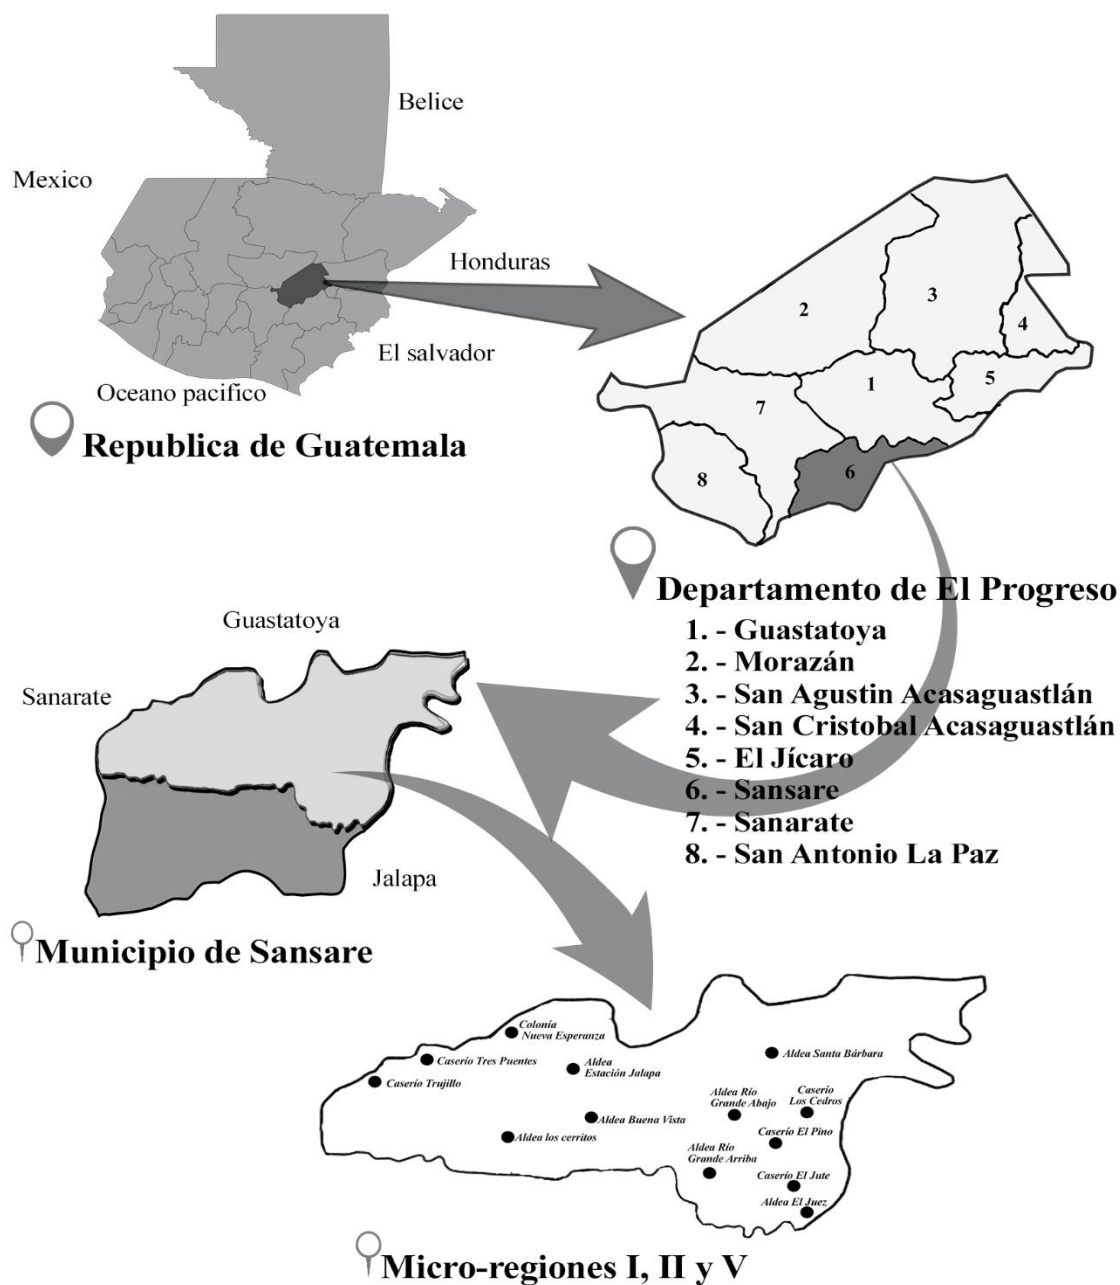 Belice
Mexico
Honduras
El salvador
Oceano pacifico
Republica de Guatemala
2
3
4
1
5
7
6
8
Departamento de El Progreso
1. - Guastatoya
2. - Morazán
3. - San Agustin Acasaguastlán
4. - San Cristobal Acasaguastlán
5. - El Jícaro
6. - Sansare
7. - Sanarate
8. - San Antonio La Paz
Guastatoya
Sanarate
Jalapa
Municipio de Sansare
Colonía
Nueva Esperanza
Caserío Tres Puentes
Caserío Trujillo
Aldea
Estación Jalapa
Aldea Santa Bárbara
Aldea Río
Grande Abajo
Caserío
Los Cedros
Aldea Buena Vista
Aldea los cerritos
Caserío El Pino
Aldea Río
Grande Arriba
Caserío El Jute
Aldea El Juez
Micro-regiones I, II y V